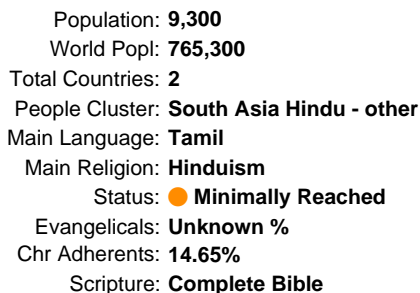 Population: 9,300
World Popl: 765,300
Total Countries: 2
People Cluster: South Asia Hindu - other
Main Language: Tamil
Main Religion: Hinduism
Status: Minimally Reached
Evangelicals: Unknown %
Chr Adherents: 14.65%
Scripture: Complete Bible